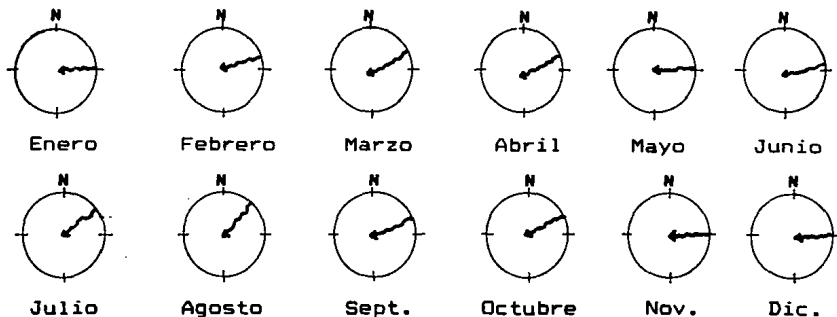 N N N N N N
Enero Febrero Marzo Abril Mayo Junio
N N N N N N
Julio Agosto Sept. Octubre Nov. Dic.